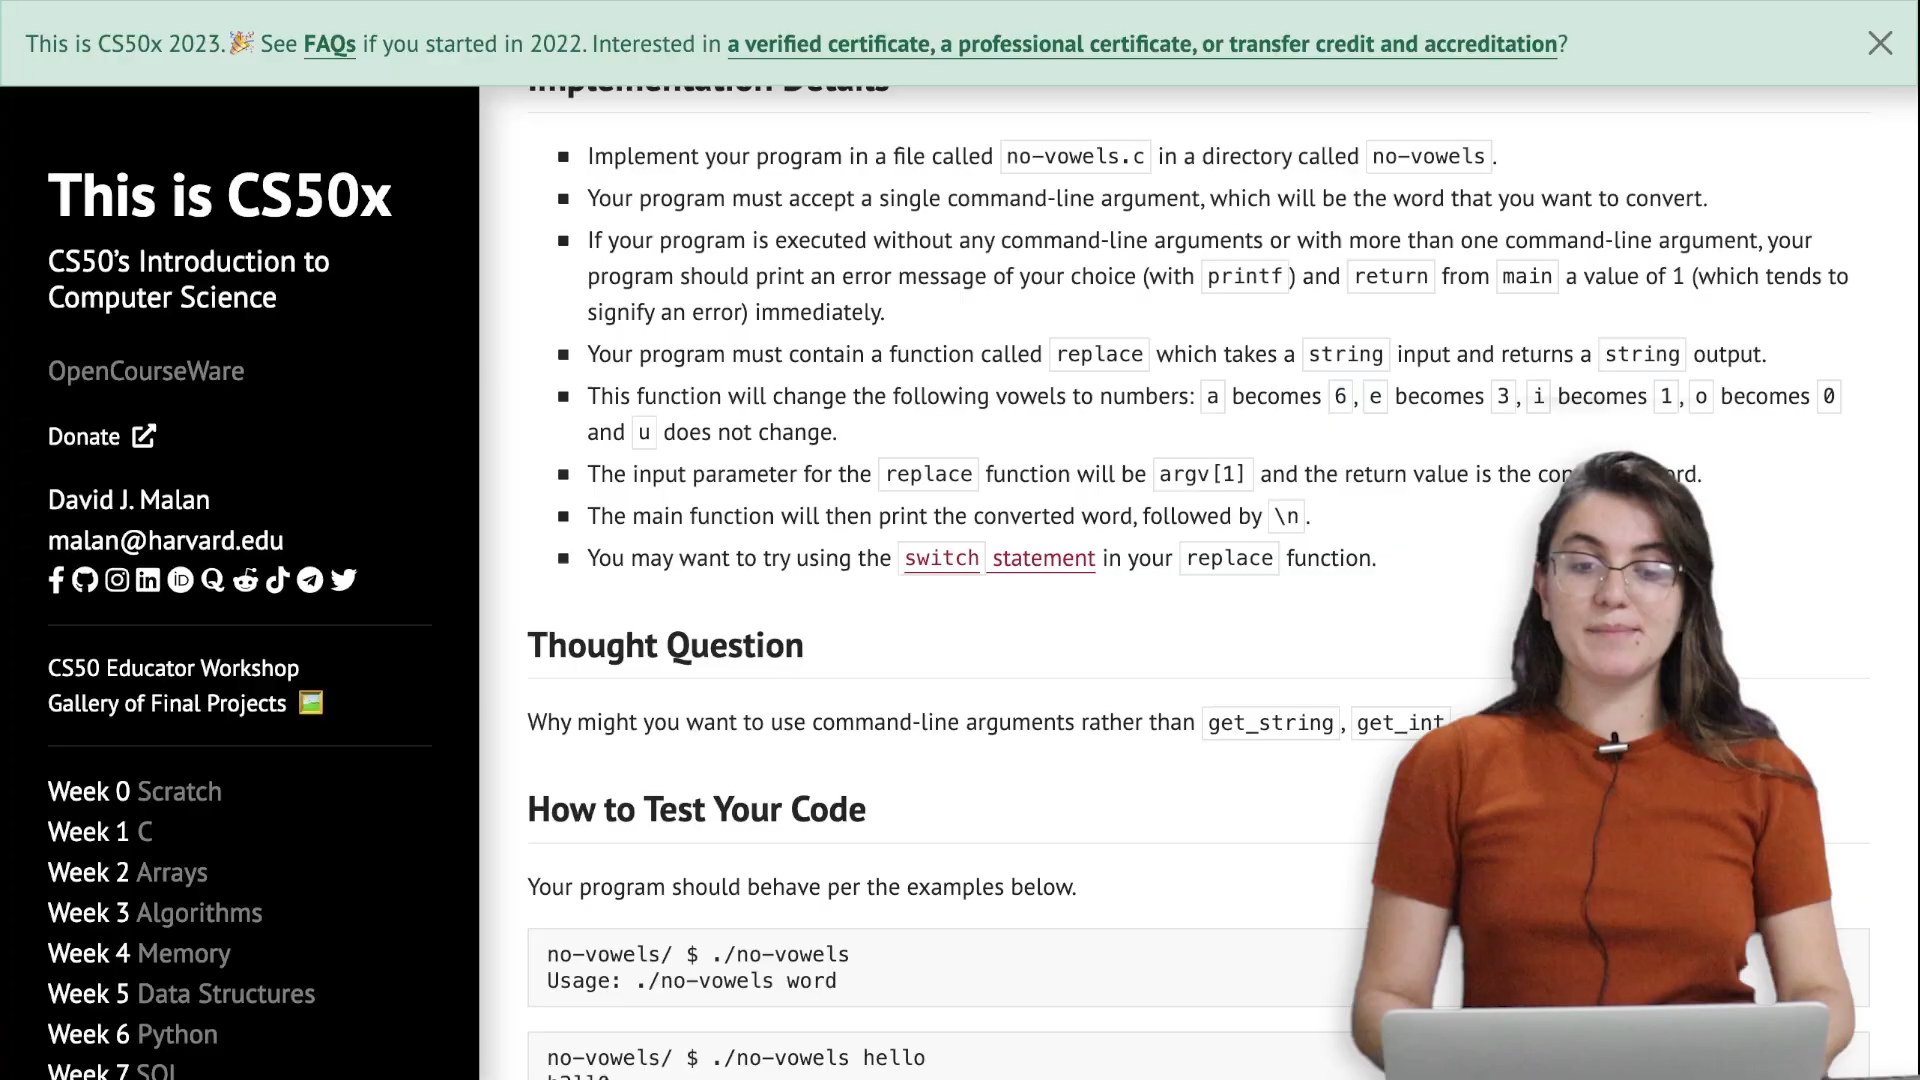 This is CS50x 2023.🎉 See FAQs if you started in 2022. Interested in a verified certificate, a professional certificate, or transfer credit and accreditation?
This is CS50x
CS50's Introduction to
Computer Science
OpenCourseWare
Donate
David J. Malan
malan@harvard.edu
CS50 Educator Workshop
Gallery of Final Projects 🖼️
Week 0 Scratch
Week 1 C
Week 2 Arrays
Week 3 Algorithms
Week 4 Memory
Week 5 Data Structures
Week 6 Python
Week 7 SQL
Implementation Details
Implement your program in a file called no-vowels.c in a directory called no-vowels.
Your program must accept a single command-line argument, which will be the word that you want to convert.
If your program is executed without any command-line arguments or with more than one command-line argument, your
program should print an error message of your choice (with printf) and return from main a value of 1 (which tends to
signify an error) immediately.
Your program must contain a function called replace which takes a string input and returns a string output.
This function will change the following vowels to numbers: a becomes 6, e becomes 3, i becomes 1, o becomes 0
and u does not change.
The input parameter for the replace function will be argv[1] and the return value is the
The main function will then print the converted word, followed by \n.
You may want to try using the switch statement in your replace function.
Thought Question
Why might you want to use command-line arguments rather than get_string, get_int
How to Test Your Code
Your program should behave per the examples below.
no-vowels/ $ ./no-vowels
Usage: ./no-vowels word
no-vowels/ $ ./no-vowels hello